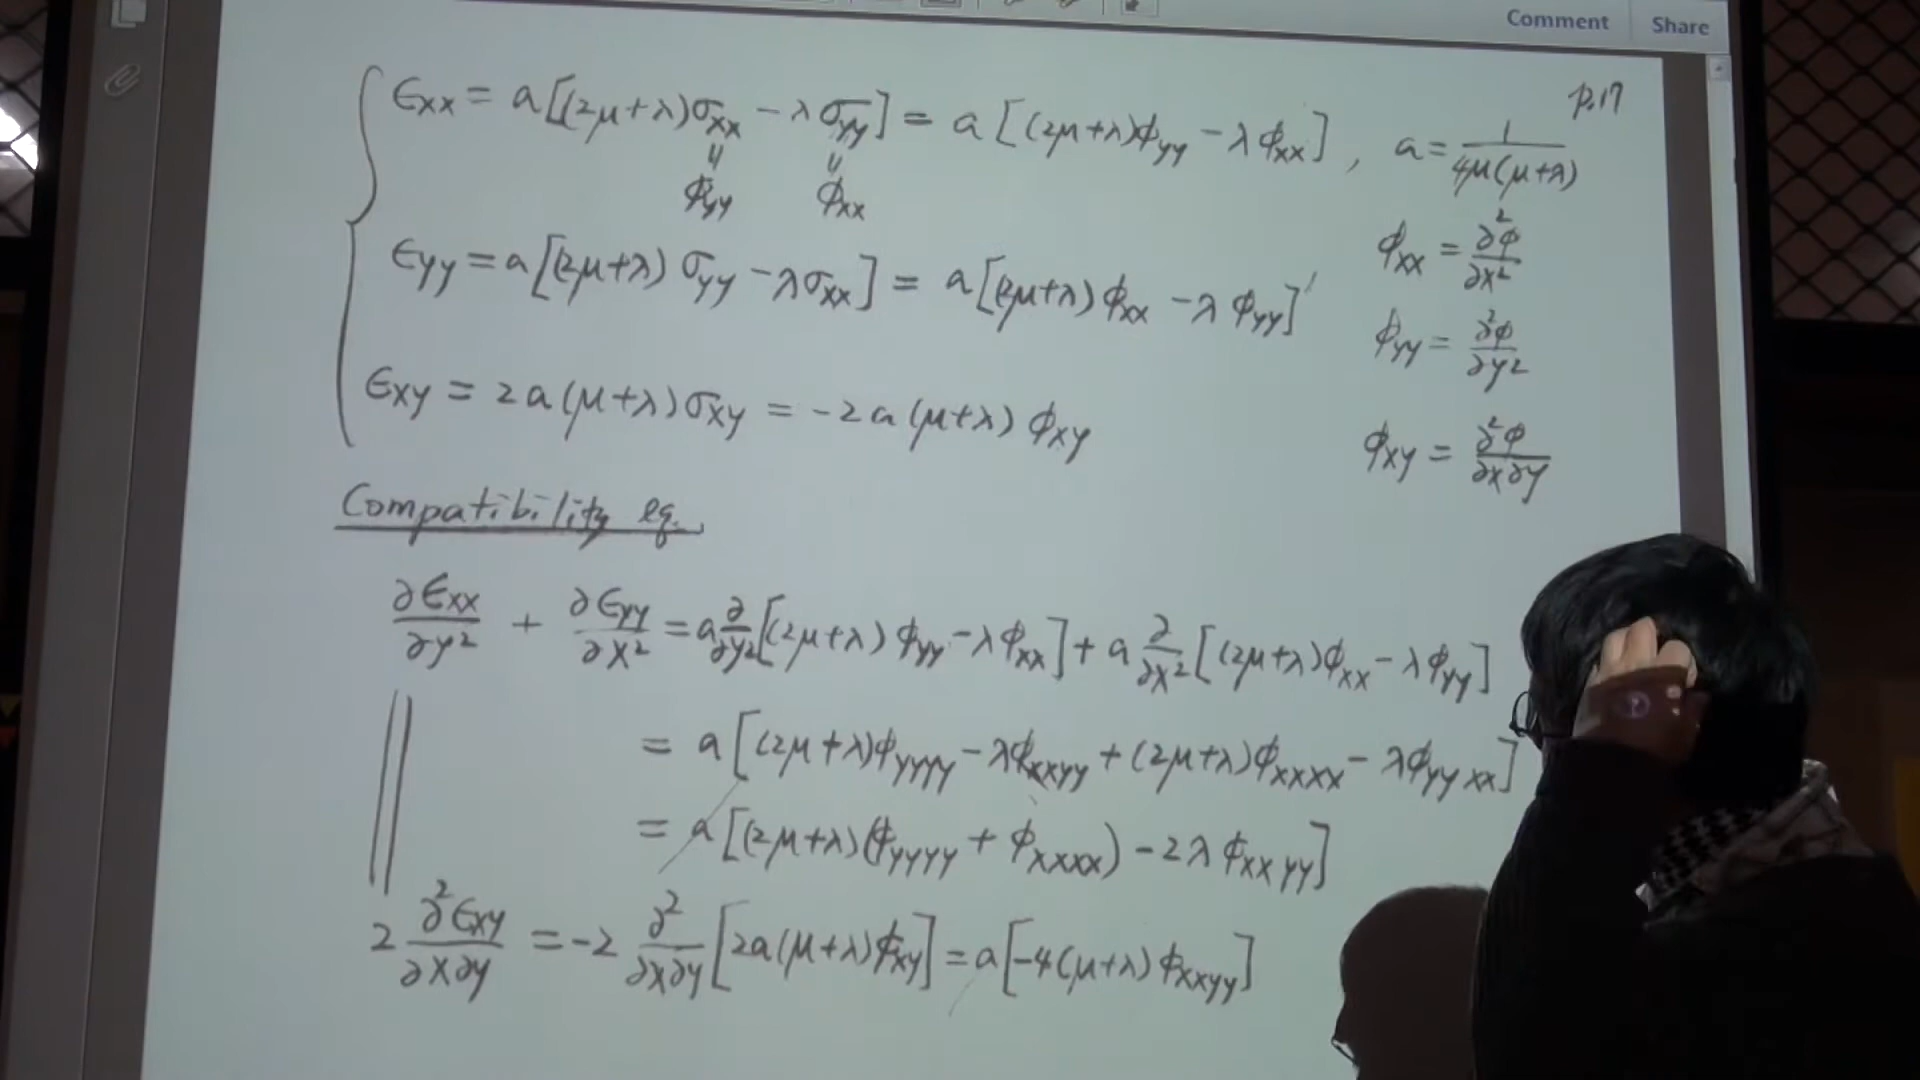 Comment Share
p.17
ϵxx = a[(2μ+λ)σxx − λσyy] = a[(2μ+λ)ϕyy − λϕxx] , a = 1/4μ(μ+λ)
ϕyy ϕxx
ϕxx = ∂²ϕ/∂x²
ϵyy = a[(2μ+λ)σyy − λσxx] = a[(2μ+λ)ϕxx − λϕyy]
ϕyy = ∂²ϕ/∂y²
ϵxy = 2a(μ+λ)σxy = −2a(μ+λ)ϕxy
ϕxy = ∂²ϕ/∂x∂y
Compatibility eq.
∂ϵxx/∂y² + ∂ϵyy/∂x² = a ∂/∂y²[(2μ+λ)ϕyy − λϕxx] + a ∂/∂x²[(2μ+λ)ϕxx − λϕyy]
= a[(2μ+λ)ϕyyyy − λϕxxyy + (2μ+λ)ϕxxxx − λϕyyxx]
= a[(2μ+λ)(ϕyyyy + ϕxxxx) − 2λϕxxyy]
2 ∂²ϵxy/∂x∂y = −2 ∂²/∂x∂y[2a(μ+λ)ϕxy] = a[−4(μ+λ)ϕxxyy]